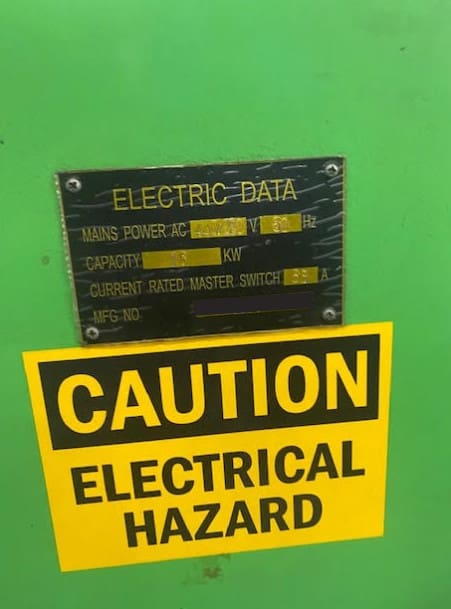 ELECTRIC DATA
MAINS POWER AC V Hz
CAPACITY KW
CURRENT RATED MASTER SWITCH A
MFG NO.
CAUTION
ELECTRICAL
HAZARD